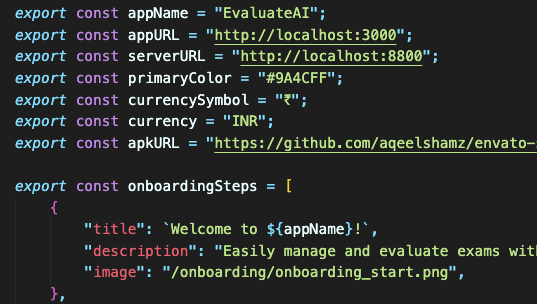 export const appName = "EvaluateAI";
export const appURL = "http://localhost:3000";
export const serverURL = "http://localhost:8800";
export const primaryColor = "#9A4CFF";
export const currencySymbol = "₹";
export const currency = "INR";
export const apkURL = "https://github.com/aqeelshamz/envato-
export const onboardingSteps = [
{
"title": `Welcome to ${appName}!`,
"description": "Easily manage and evaluate exams with
"image": "/onboarding/onboarding_start.png",
},